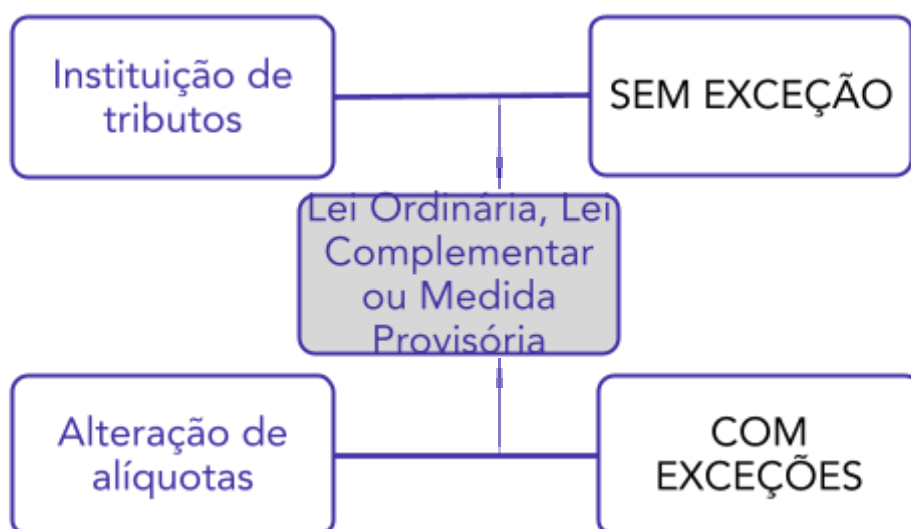 Instituição de
tributos
SEM EXCEÇÃO
Lei Ordinária, Lei
Complementar
ou Medida
Provisória
Alteração de
alíquotas
COM
EXCEÇÕES